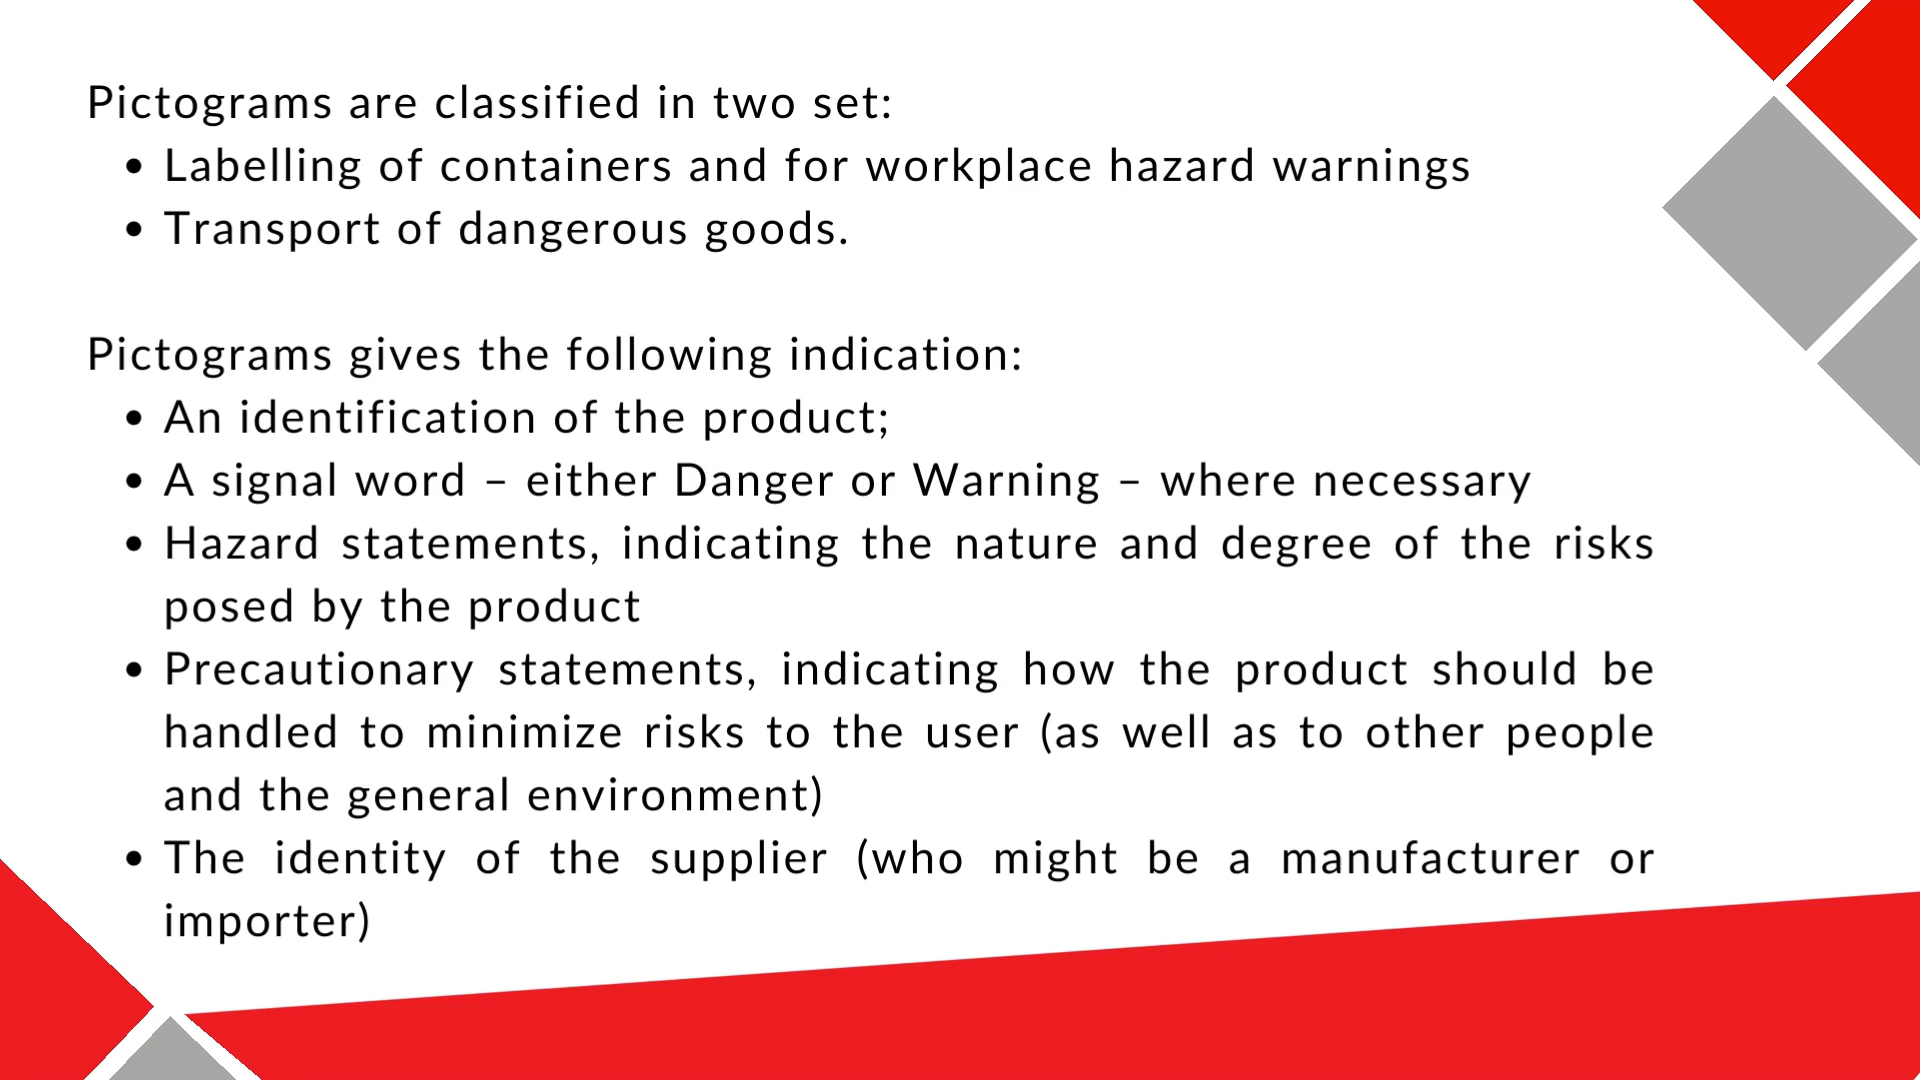 Pictograms are classified in two set:
• Labelling of containers and for workplace hazard warnings
• Transport of dangerous goods.
Pictograms gives the following indication:
• An identification of the product;
• A signal word – either Danger or Warning – where necessary
• Hazard statements, indicating the nature and degree of the risks
posed by the product
• Precautionary statements, indicating how the product should be
handled to minimize risks to the user (as well as to other people
and the general environment)
• The identity of the supplier (who might be a manufacturer or
importer)